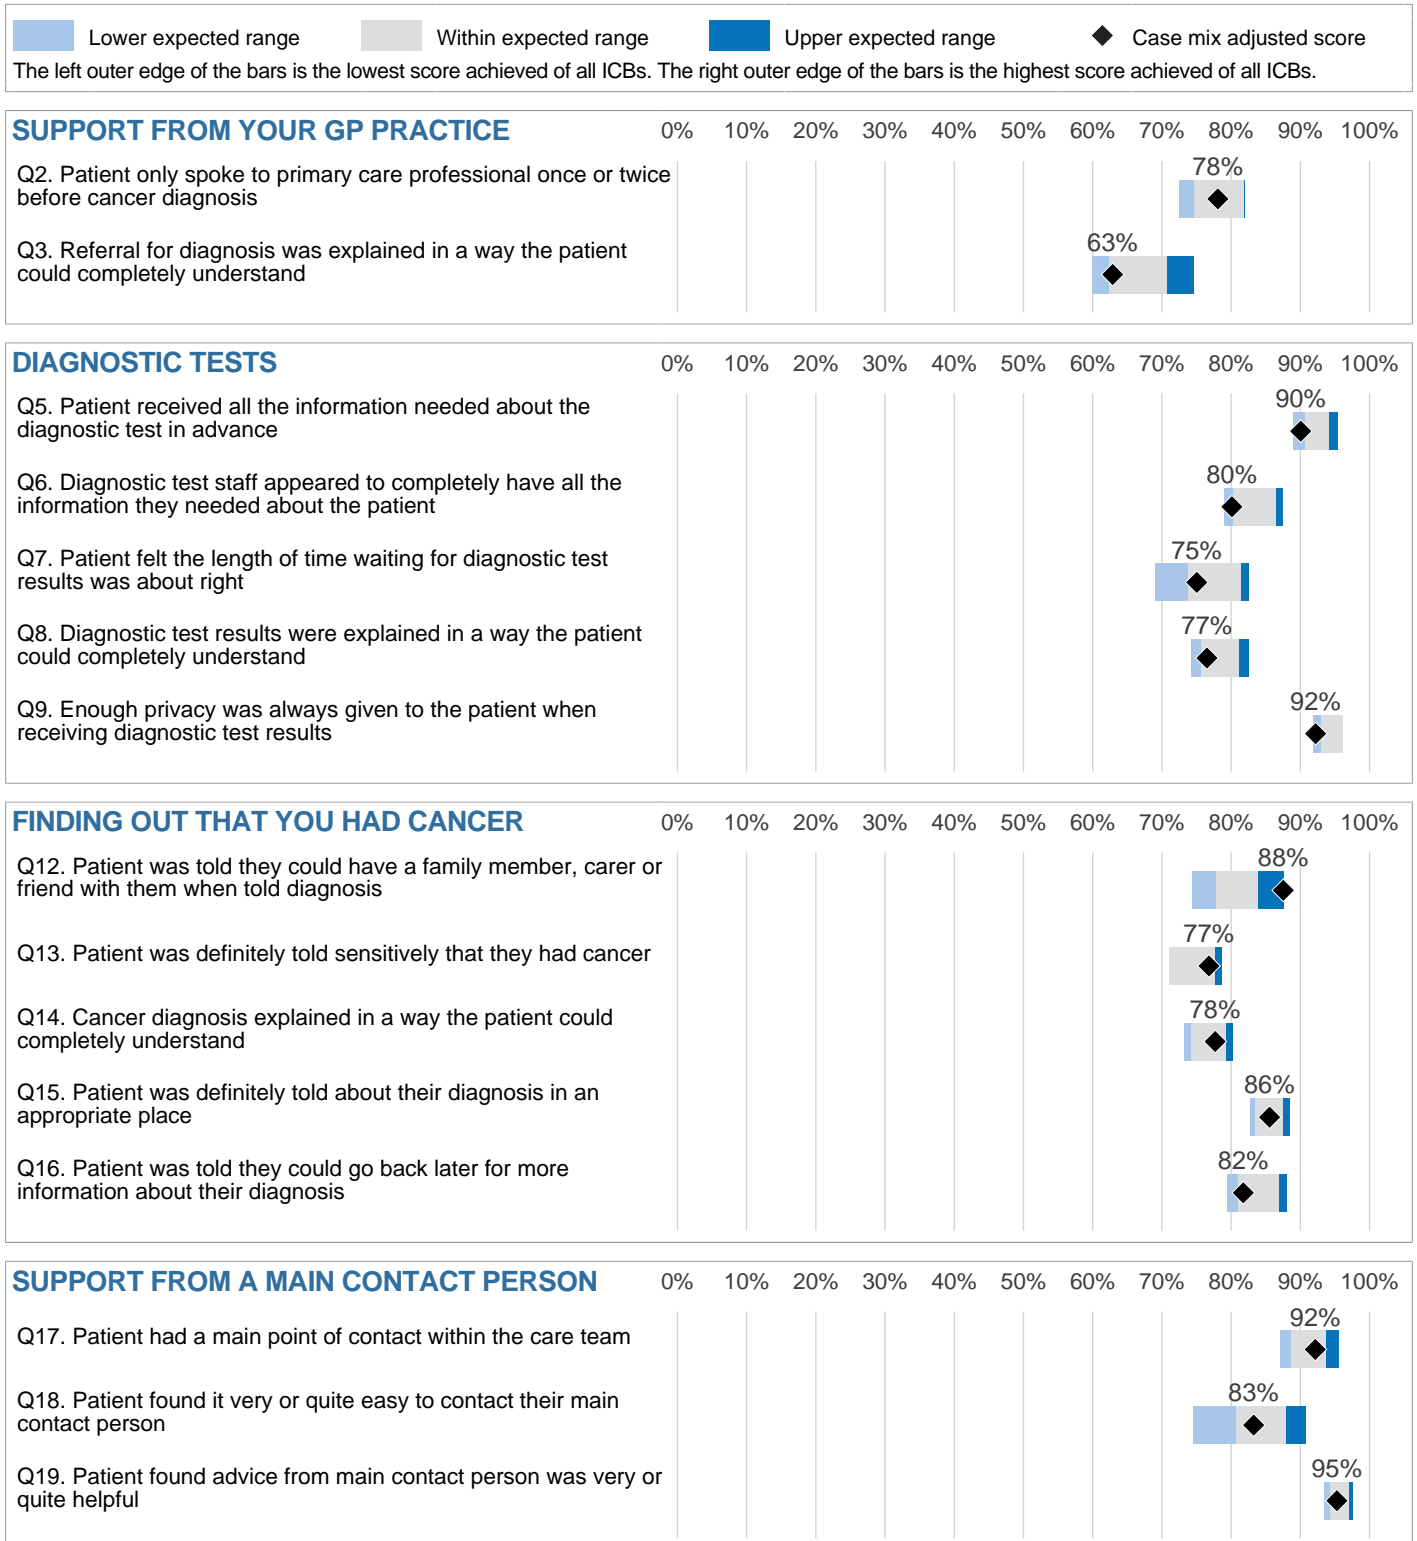 Lower expected range Within expected range Upper expected range Case mix adjusted score
The left outer edge of the bars is the lowest score achieved of all ICBs. The right outer edge of the bars is the highest score achieved of all ICBs.
SUPPORT FROM YOUR GP PRACTICE 0% 10% 20% 30% 40% 50% 60% 70% 80% 90% 100%
78%
Q2. Patient only spoke to primary care professional once or twice
before cancer diagnosis
63%
Q3. Referral for diagnosis was explained in a way the patient
could completely understand
DIAGNOSTIC TESTS 0% 10% 20% 30% 40% 50% 60% 70% 80% 90% 100%
90%
Q5. Patient received all the information needed about the
diagnostic test in advance
80%
Q6. Diagnostic test staff appeared to completely have all the
information they needed about the patient
75%
Q7. Patient felt the length of time waiting for diagnostic test
results was about right
77%
Q8. Diagnostic test results were explained in a way the patient
could completely understand
92%
Q9. Enough privacy was always given to the patient when
receiving diagnostic test results
FINDING OUT THAT YOU HAD CANCER 0% 10% 20% 30% 40% 50% 60% 70% 80% 90% 100%
88%
Q12. Patient was told they could have a family member, carer or
friend with them when told diagnosis
77%
Q13. Patient was definitely told sensitively that they had cancer
78%
Q14. Cancer diagnosis explained in a way the patient could
completely understand
86%
Q15. Patient was definitely told about their diagnosis in an
appropriate place
82%
Q16. Patient was told they could go back later for more
information about their diagnosis
SUPPORT FROM A MAIN CONTACT PERSON 0% 10% 20% 30% 40% 50% 60% 70% 80% 90% 100%
92%
Q17. Patient had a main point of contact within the care team
83%
Q18. Patient found it very or quite easy to contact their main
contact person
95%
Q19. Patient found advice from main contact person was very or
quite helpful